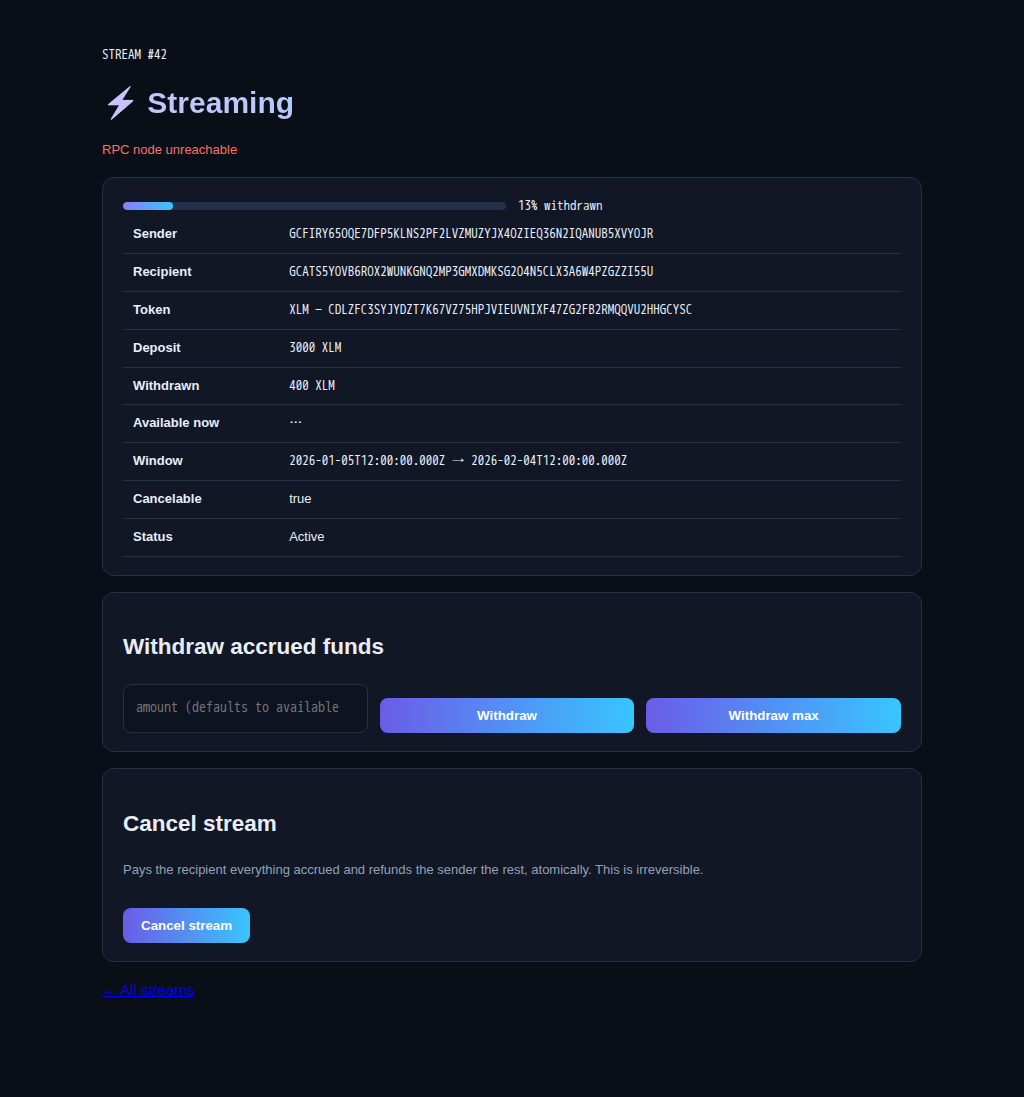 STREAM #42
⚡ Streaming
RPC node unreachable
13% withdrawn
Sender GCFIRY65OQE7DFP5KLNS2PF2LVZMUZYJX4OZIEQ36N2IQANUB5XVYOJR
Recipient GCATS5YOVB6ROX2WUNKGNQ2MP3GMXDMKSG2O4N5CLX3A6W4PZGZZI55U
Token XLM — CDLZFC3SYJYDZT7K67VZ75HPJVIEUVNIXF47ZG2FB2RMQQVU2HHGCYSC
Deposit 3000 XLM
Withdrawn 400 XLM
Available now …
Window 2026-01-05T12:00:00.000Z → 2026-02-04T12:00:00.000Z
Cancelable true
Status Active
Withdraw accrued funds
amount (defaults to available
Withdraw
Withdraw max
Cancel stream
Pays the recipient everything accrued and refunds the sender the rest, atomically. This is irreversible.
Cancel stream
← All streams